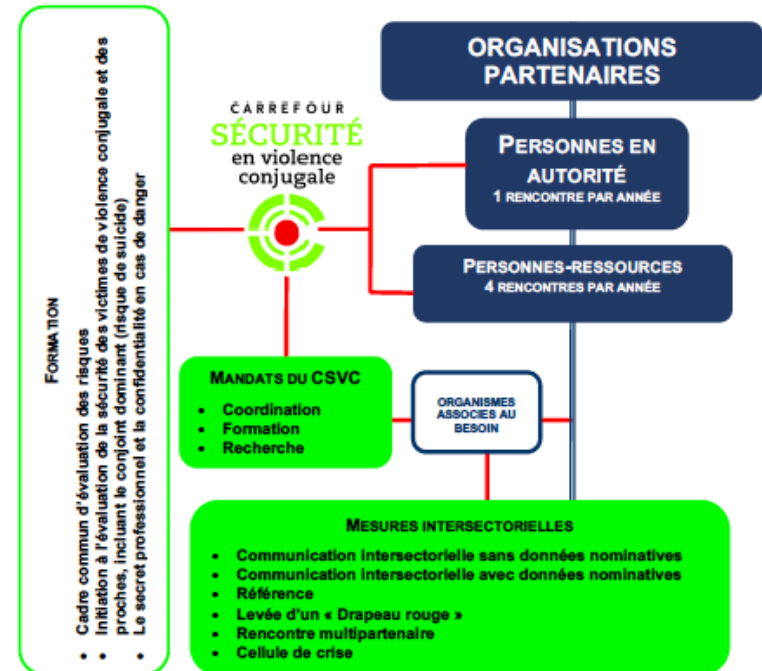 FORMATION
• Cadre commun d'évaluation des risques
• Initiation à l'évaluation de la sécurité des victimes de violence conjugale et des
proches, incluant le conjoint dominant (risque de suicide)
• Le secret professionnel et la confidentialité en cas de danger
CARREFOUR
SÉCURITÉ
en violence
conjugale
ORGANISATIONS
PARTENAIRES
PERSONNES EN
AUTORITÉ
1 RENCONTRE PAR ANNÉE
PERSONNES-RESSOURCES
4 RENCONTRES PAR ANNÉE
MANDATS DU CSVC
• Coordination
• Formation
• Recherche
ORGANISMES
ASSOCIES AU
BESOIN
MESURES INTERSECTORIELLES
• Communication intersectorielle sans données nominatives
• Communication intersectorielle avec données nominatives
• Référence
• Levée d'un « Drapeau rouge »
• Rencontre multipartenaire
• Cellule de crise